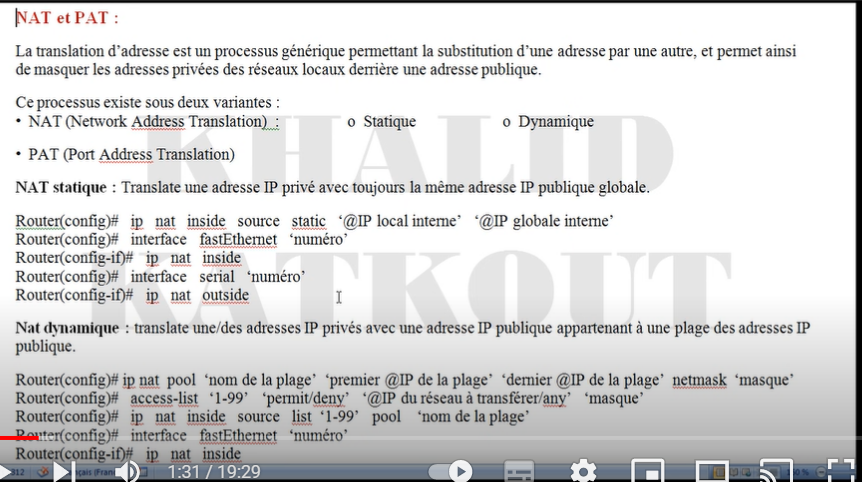 NAT et PAT :
La translation d'adresse est un processus générique permettant la substitution d'une adresse par une autre, et permet ainsi
de masquer les adresses privées des réseaux locaux derrière une adresse publique.
Ce processus existe sous deux variantes :
• NAT (Network Address Translation) : o Statique o Dynamique
• PAT (Port Address Translation)
KHALID
NAT statique : Translate une adresse IP privé avec toujours la même adresse IP publique globale.
Router(config)# ip nat inside source static '@IP local interne' '@IP globale interne'
Router(config)# interface fastEthernet 'numéro'
Router(config-if)# ip nat inside
Router(config)# interface serial 'numéro'
Router(config-if)# ip nat outside
KATKOUT
Nat dynamique : translate une/des adresses IP privés avec une adresse IP publique appartenant à une plage des adresses IP
publique.
Router(config)# ip nat pool 'nom de la plage' 'premier @IP de la plage' 'dernier @IP de la plage' netmask 'masque'
Router(config)# access-list '1-99' 'permit/deny' '@IP du réseau à transférer/any' 'masque'
Router(config)# ip nat inside source list '1-99' pool 'nom de la plage'
Router(config)# interface fastEthernet 'numéro'
Router(config-if)# ip nat inside
1:31 / 19:29